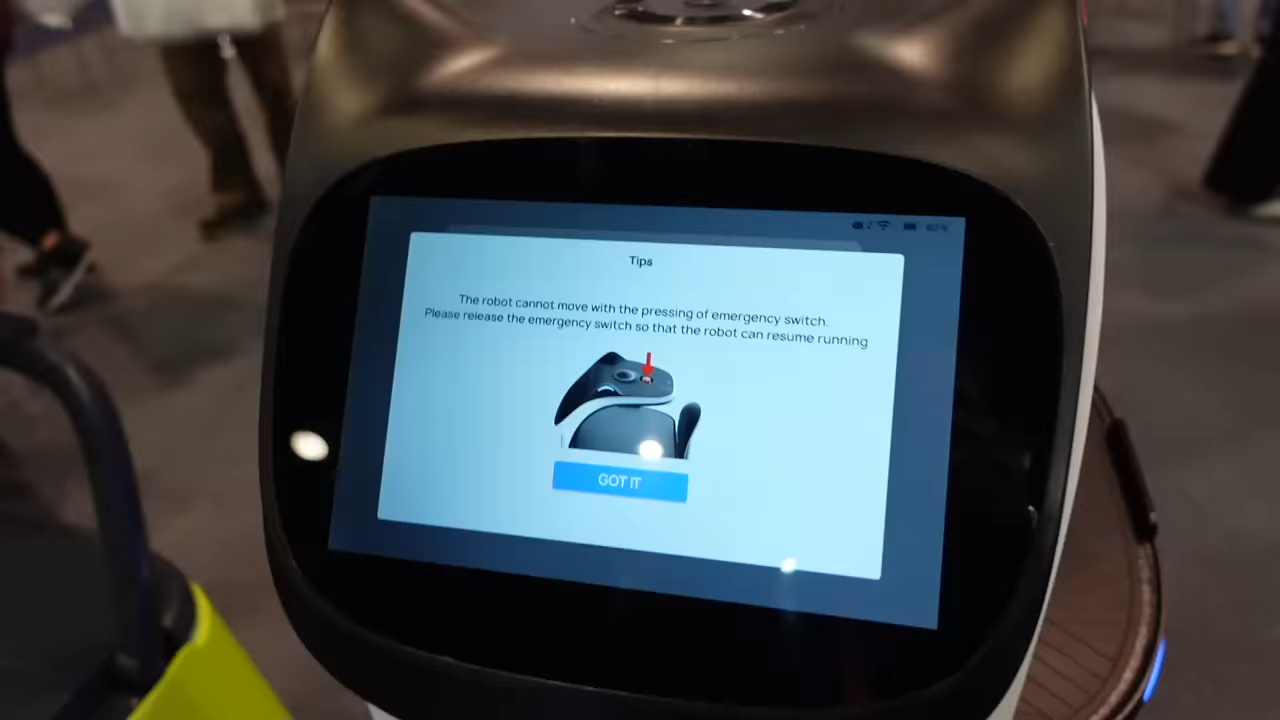 Tips
The robot cannot move with the pressing of emergency switch.
Please release the emergency switch so that the robot can resume running
GOT IT